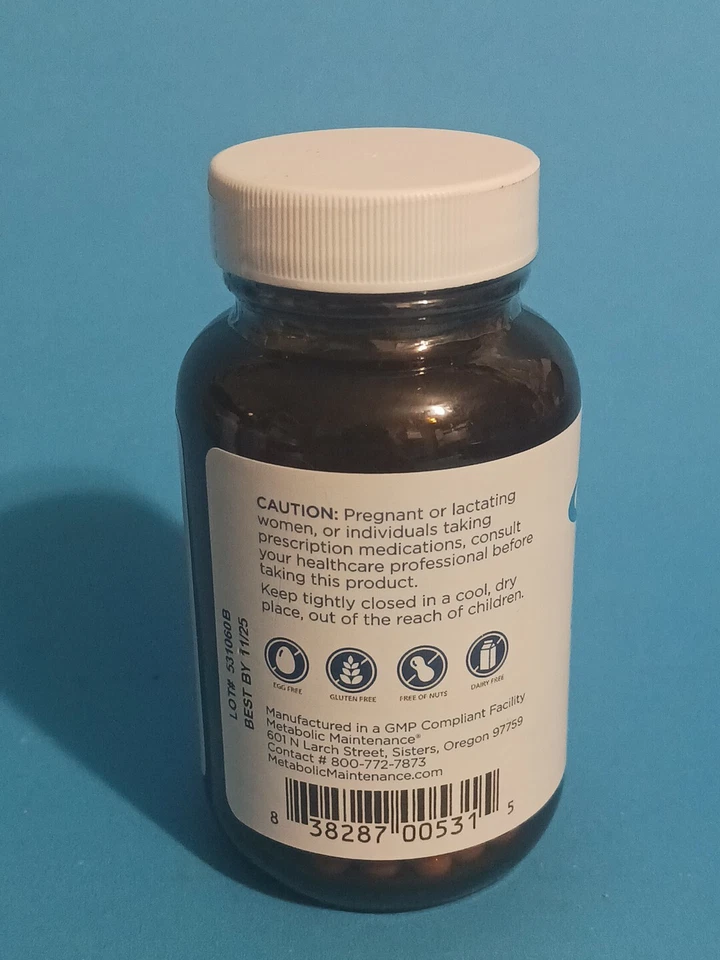 CAUTION: Pregnant or lactating
women, or individuals taking
prescription medications, consult
your healthcare professional before
taking this product.
Keep tightly closed in a cool, dry
place, out of the reach of children.
LOT# 531060B
BEST BY 11/25
EGG FREE
GLUTEN FREE
FREE OF NUTS
DAIRY FREE
Manufactured in a GMP Compliant Facility
Metabolic Maintenance®
601 N Larch Street, Sisters, Oregon 97759
Contact # 800-772-7873
MetabolicMaintenance.com
8 38287 00531 5